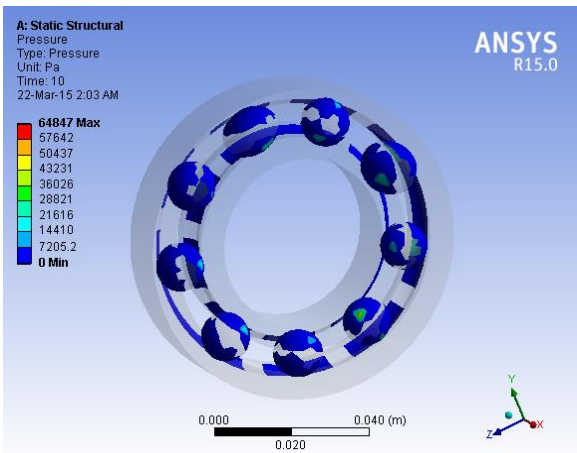 A: Static Structural
Pressure
Type: Pressure
Unit: Pa
Time: 10
22-Mar-15 2:03 AM
ANSYS
R15.0
64847 Max
57642
50437
43231
36026
28821
21616
14410
7205.2
0 Min
0.000 0.040 (m)
0.020
Y
Z X